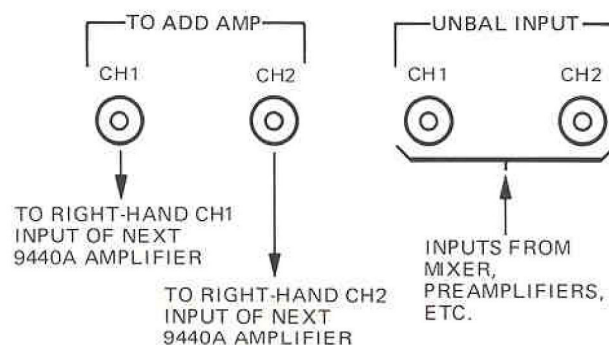 TO ADD AMP
CH1
CH2
TO RIGHT-HAND CH1
INPUT OF NEXT
9440A AMPLIFIER
TO RIGHT-HAND CH2
INPUT OF NEXT
9440A AMPLIFIER
UNBAL INPUT
CH1
CH2
INPUTS FROM
MIXER,
PREAMPLIFIERS,
ETC.